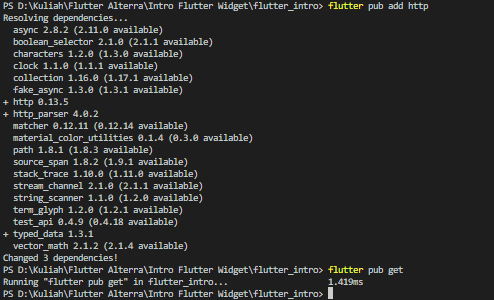 PS D:\Kuliah\Flutter Alterra\Intro Flutter Widget\flutter_intro> flutter pub add http
Resolving dependencies...
  async 2.8.2 (2.11.0 available)
  boolean_selector 2.1.0 (2.1.1 available)
  characters 1.2.0 (1.3.0 available)
  clock 1.1.0 (1.1.1 available)
  collection 1.16.0 (1.17.1 available)
  fake_async 1.3.0 (1.3.1 available)
+ http 0.13.5
+ http_parser 4.0.2
  matcher 0.12.11 (0.12.14 available)
  material_color_utilities 0.1.4 (0.3.0 available)
  path 1.8.1 (1.8.3 available)
  source_span 1.8.2 (1.9.1 available)
  stack_trace 1.10.0 (1.11.0 available)
  stream_channel 2.1.0 (2.1.1 available)
  string_scanner 1.1.0 (1.2.0 available)
  term_glyph 1.2.0 (1.2.1 available)
  test_api 0.4.9 (0.4.18 available)
+ typed_data 1.3.1
  vector_math 2.1.2 (2.1.4 available)
Changed 3 dependencies!
PS D:\Kuliah\Flutter Alterra\Intro Flutter Widget\flutter_intro> flutter pub get
Running "flutter pub get" in flutter_intro...                    1.419ms
PS D:\Kuliah\Flutter Alterra\Intro Flutter Widget\flutter_intro>